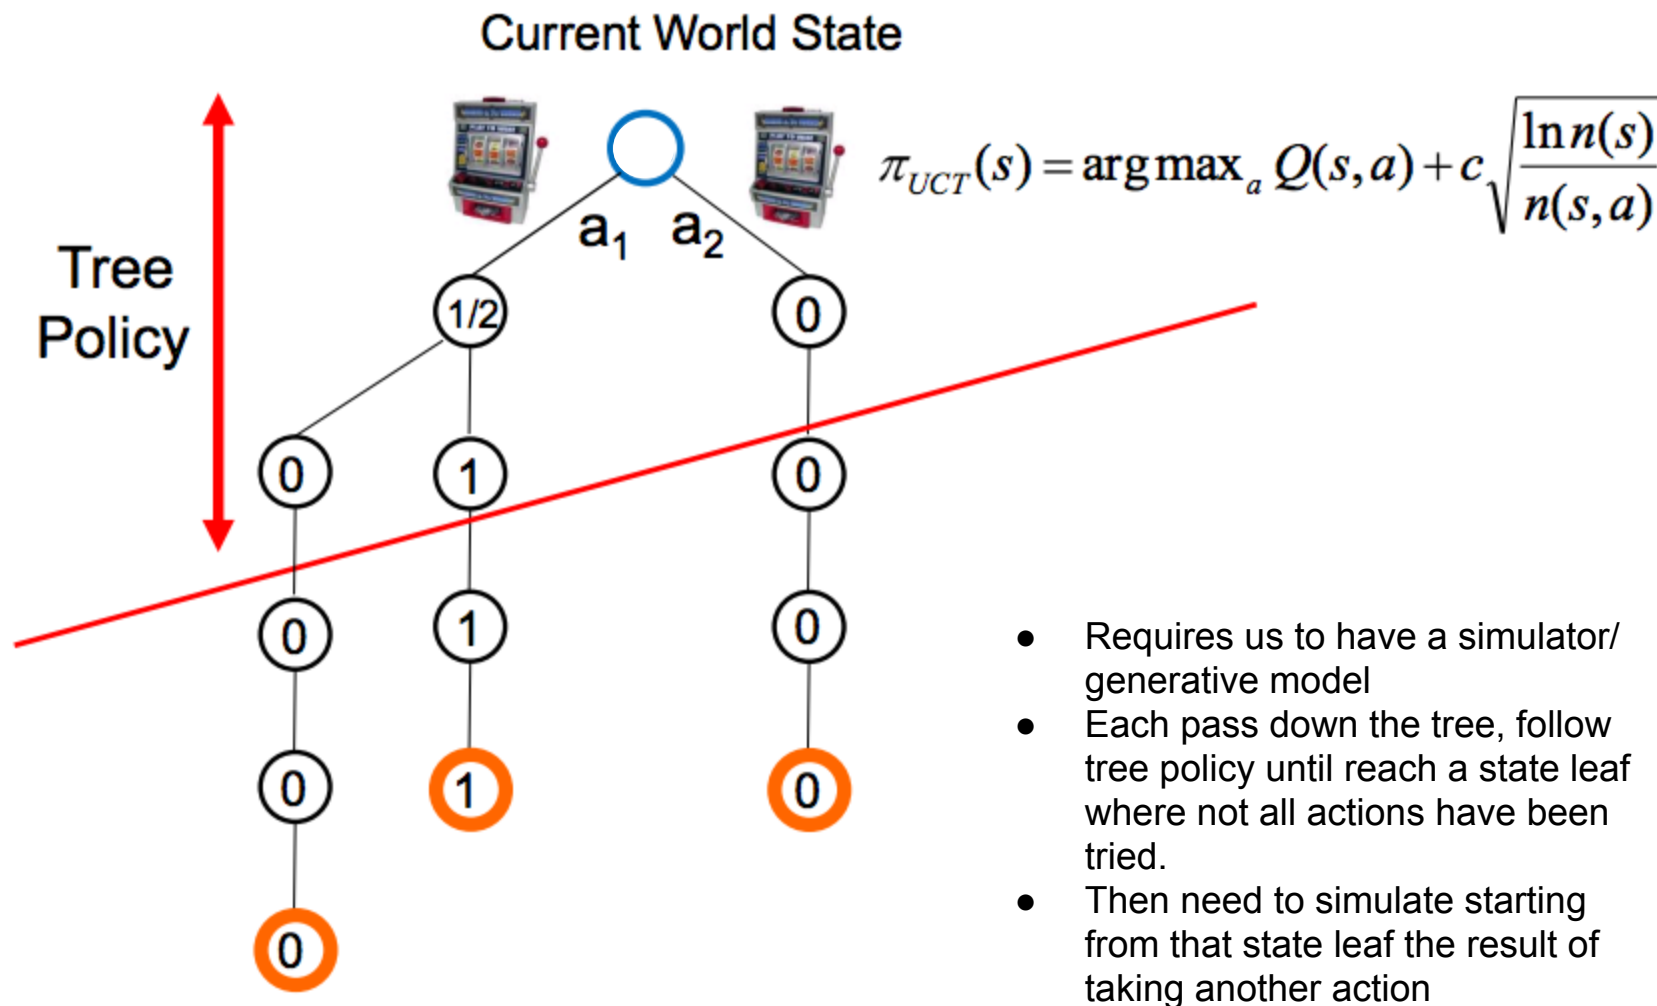 Current World State
Tree
Policy
a₁ a₂
π_UCT(s) = arg max_a Q(s,a) + c √(ln n(s) / n(s,a))
1/2 0
0 1 0
0 1 0
0 1 0
0
● Requires us to have a simulator/
generative model
● Each pass down the tree, follow
tree policy until reach a state leaf
where not all actions have been
tried.
● Then need to simulate starting
from that state leaf the result of
taking another action